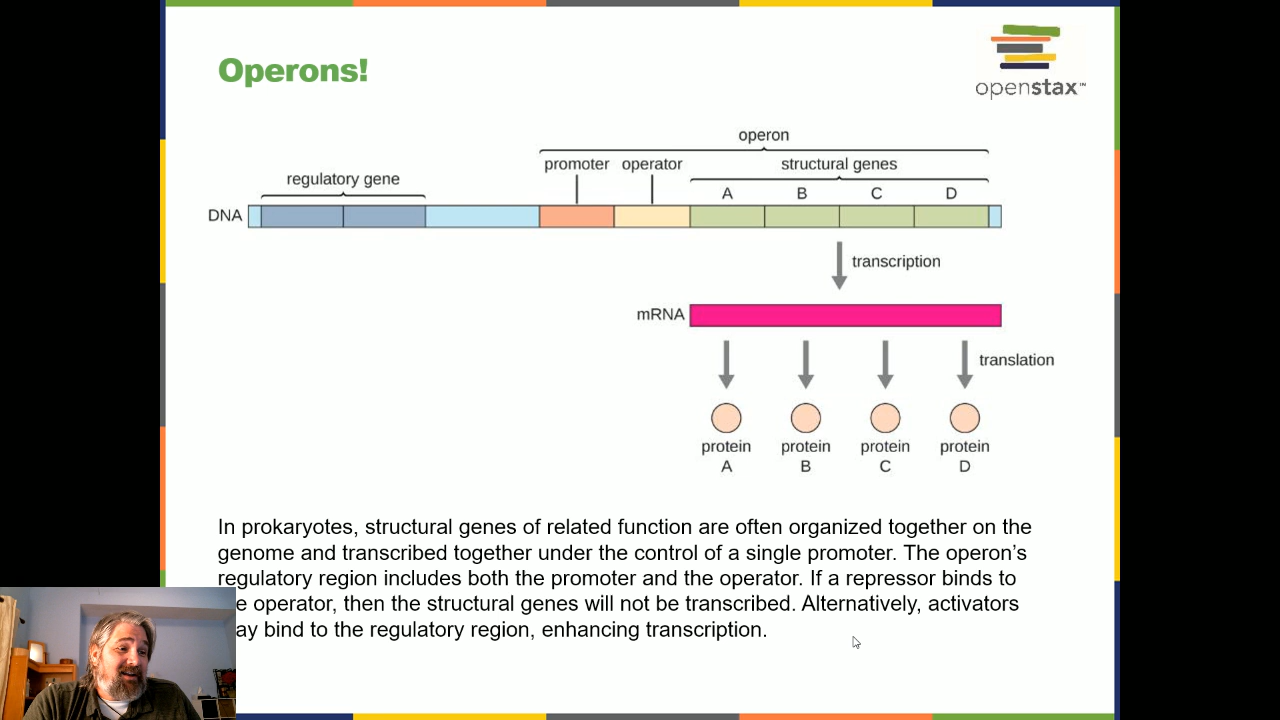 Operons!
openstax™
operon
promoter operator structural genes
regulatory gene
A B C D
DNA
transcription
mRNA
translation
protein protein protein protein
A B C D
In prokaryotes, structural genes of related function are often organized together on the
genome and transcribed together under the control of a single promoter. The operon’s
regulatory region includes both the promoter and the operator. If a repressor binds to
operator, then the structural genes will not be transcribed. Alternatively, activators
bind to the regulatory region, enhancing transcription.